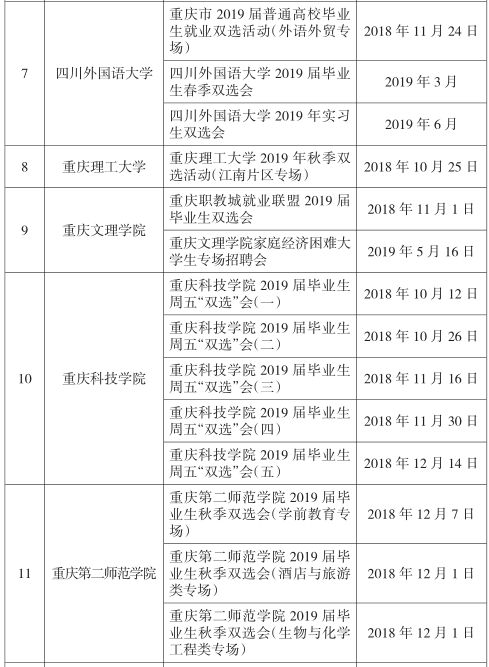 7
四川外国语大学
重庆市 2019 届普通高校毕业
生就业双选活动(外语外贸专
场)
2018 年 11 月 24 日
四川外国语大学 2019 届毕业
生春季双选会
2019 年 3 月
四川外国语大学 2019 年实习
生双选会
2019 年 6 月
8
重庆理工大学
重庆理工大学 2019 年秋季双
选活动(江南片区专场)
2018 年 10 月 25 日
9
重庆文理学院
重庆职教城就业联盟 2019 届
毕业生双选会
2018 年 11 月 1 日
重庆文理学院家庭经济困难大
学生专场招聘会
2019 年 5 月 16 日
10
重庆科技学院
重庆科技学院 2019 届毕业生
周五“双选”会(一)
2018 年 10 月 12 日
重庆科技学院 2019 届毕业生
周五“双选”会(二)
2018 年 10 月 26 日
重庆科技学院 2019 届毕业生
周五“双选”会(三)
2018 年 11 月 16 日
重庆科技学院 2019 届毕业生
周五“双选”会(四)
2018 年 11 月 30 日
重庆科技学院 2019 届毕业生
周五“双选”会(五)
2018 年 12 月 14 日
11
重庆第二师范学院
重庆第二师范学院 2019 届毕
业生秋季双选会(学前教育专
场)
2018 年 12 月 7 日
重庆第二师范学院 2019 届毕
业生秋季双选会(酒店与旅游
类专场)
2018 年 12 月 1 日
重庆第二师范学院 2019 届毕
业生秋季双选会(生物与化学
工程类专场)
2018 年 12 月 1 日